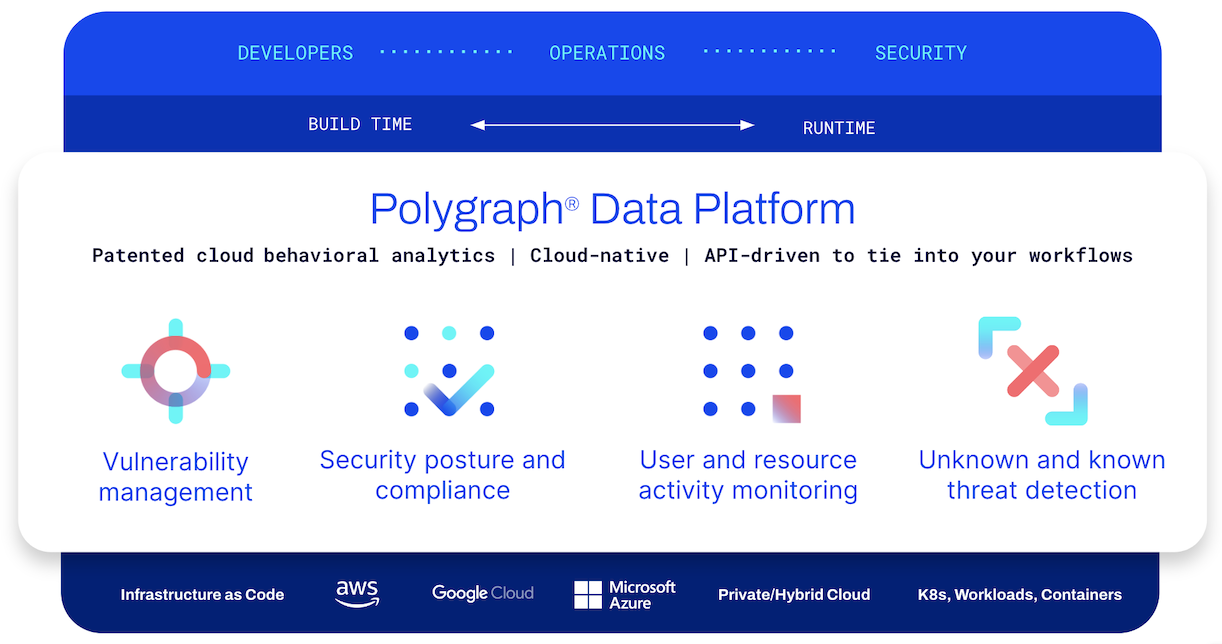 DEVELOPERS ············ OPERATIONS ············ SECURITY
BUILD TIME RUNTIME
Polygraph® Data Platform
Patented cloud behavioral analytics | Cloud-native | API-driven to tie into your workflows
Vulnerability
management
Security posture and
compliance
User and resource
activity monitoring
Unknown and known
threat detection
Infrastructure as Code
aws
Google Cloud
Microsoft
Azure
Private/Hybrid Cloud
K8s, Workloads, Containers